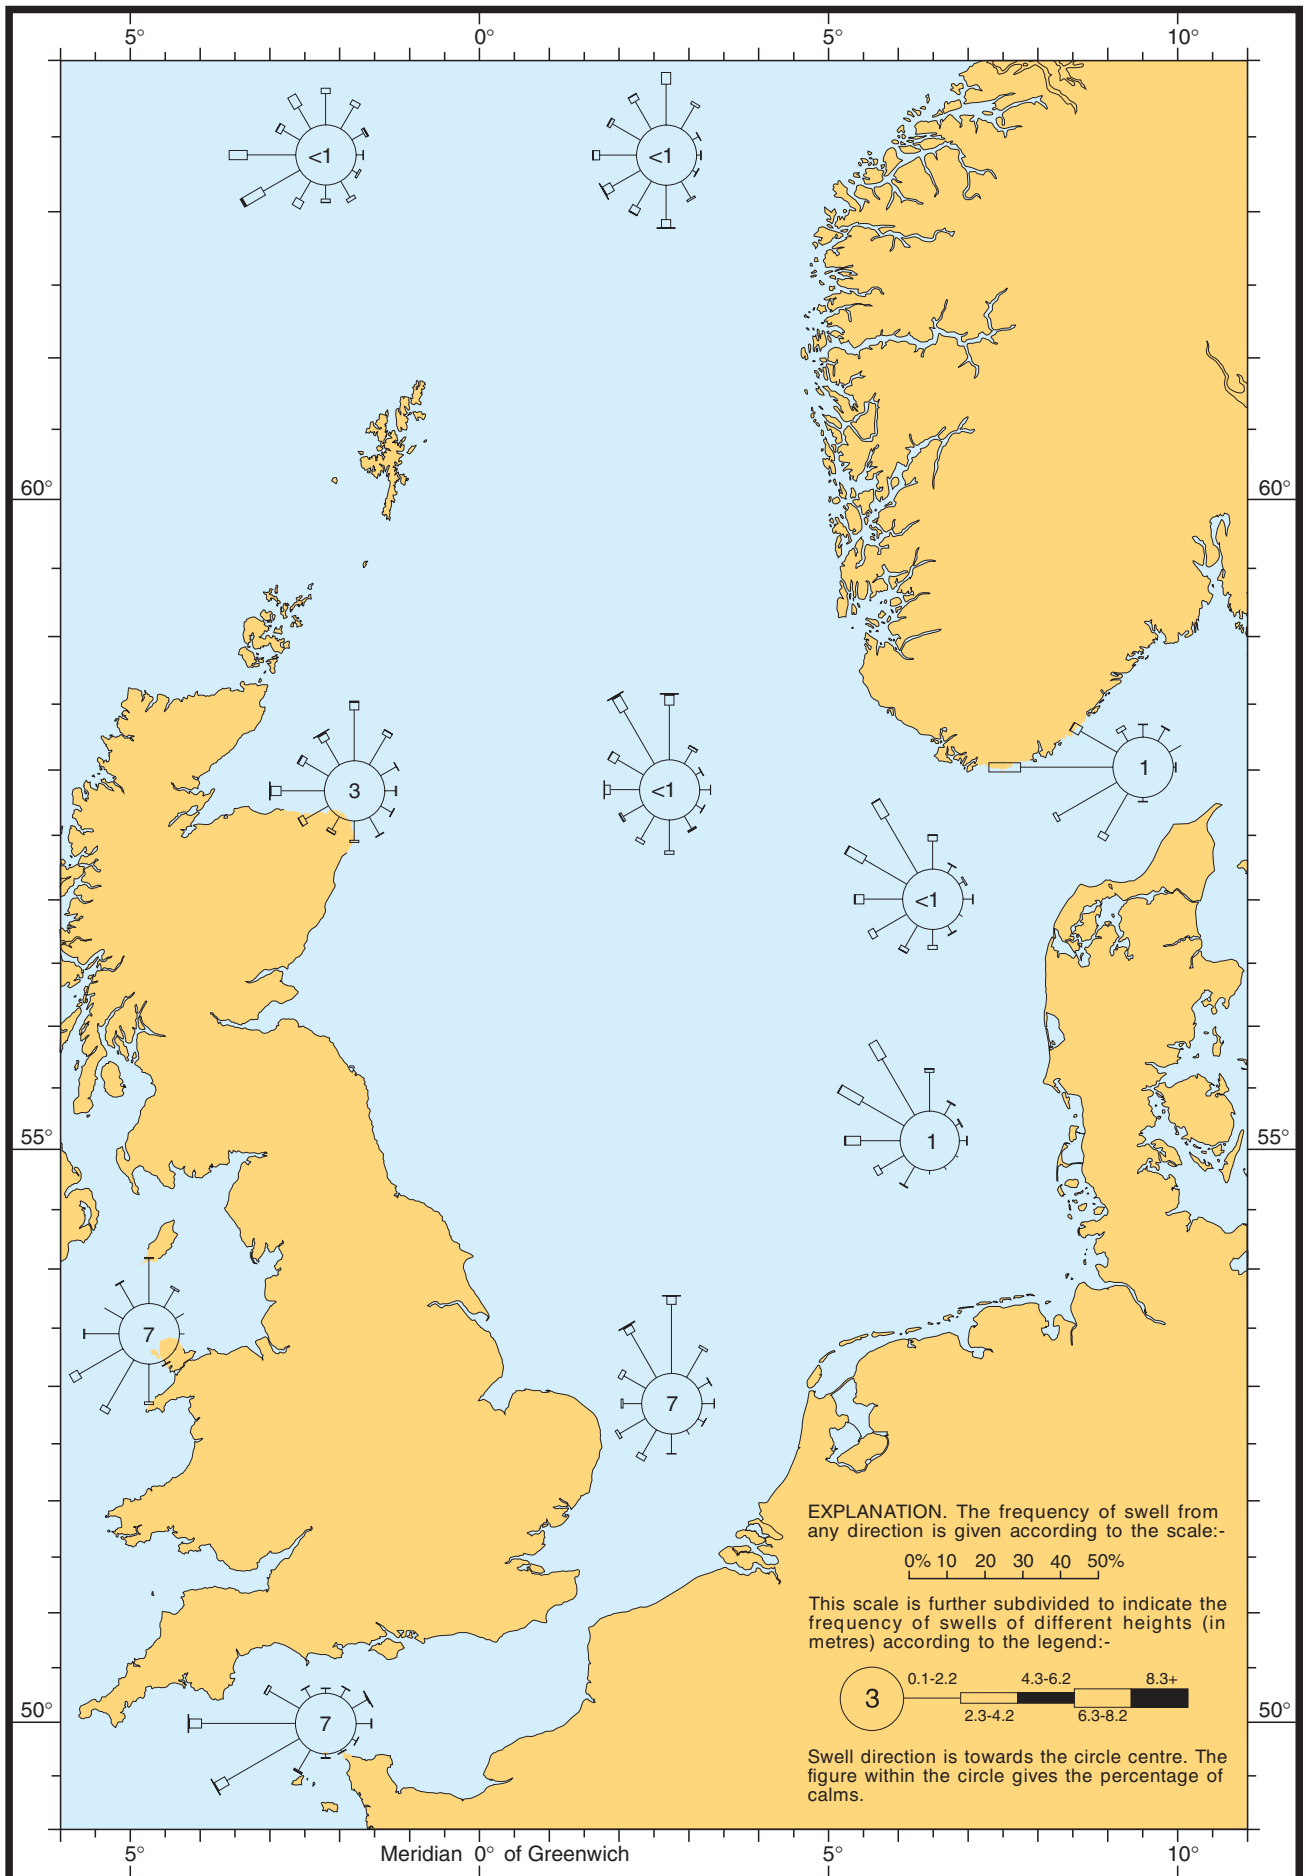 5° 0° 5° 10°
<1 <1
60° 60°
3 <1 1
<1
1
55° 55°
7
7
EXPLANATION. The frequency of swell from
any direction is given according to the scale:-
0% 10 20 30 40 50%
This scale is further subdivided to indicate the
frequency of swells of different heights (in
metres) according to the legend:-
0.1-2.2 4.3-6.2 8.3+
3
2.3-4.2 6.3-8.2
50° 7 50°
Swell direction is towards the circle centre. The
figure within the circle gives the percentage of
calms.
5° Meridian 0° of Greenwich 5° 10°